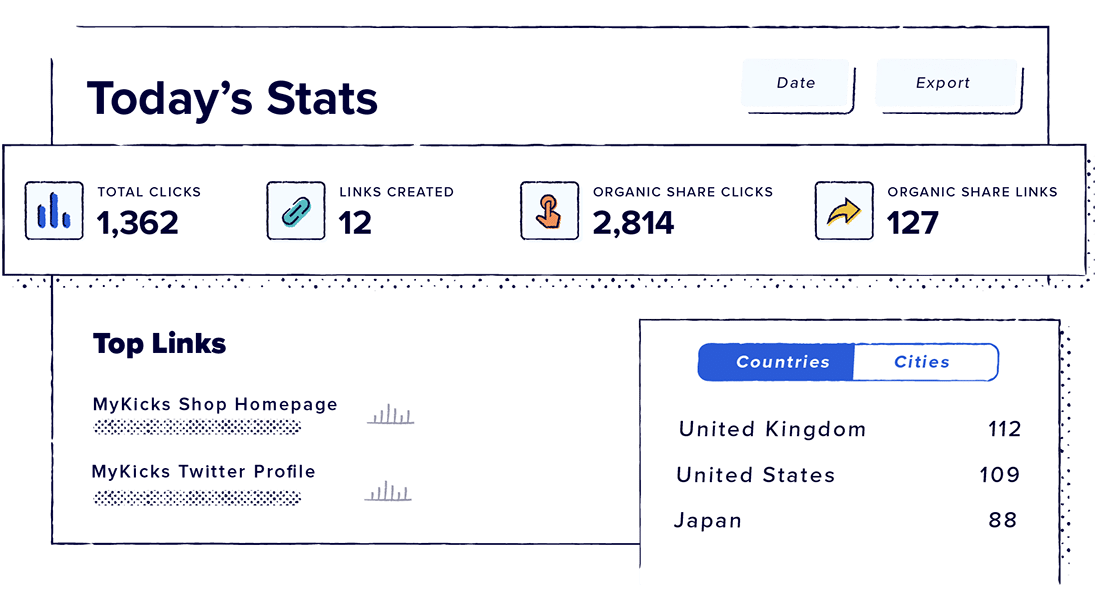 Today’s Stats
Date
Export
TOTAL CLICKS
1,362
LINKS CREATED
12
ORGANIC SHARE CLICKS
2,814
ORGANIC SHARE LINKS
127
Top Links
MyKicks Shop Homepage
MyKicks Twitter Profile
Countries
Cities
United Kingdom 112
United States 109
Japan 88